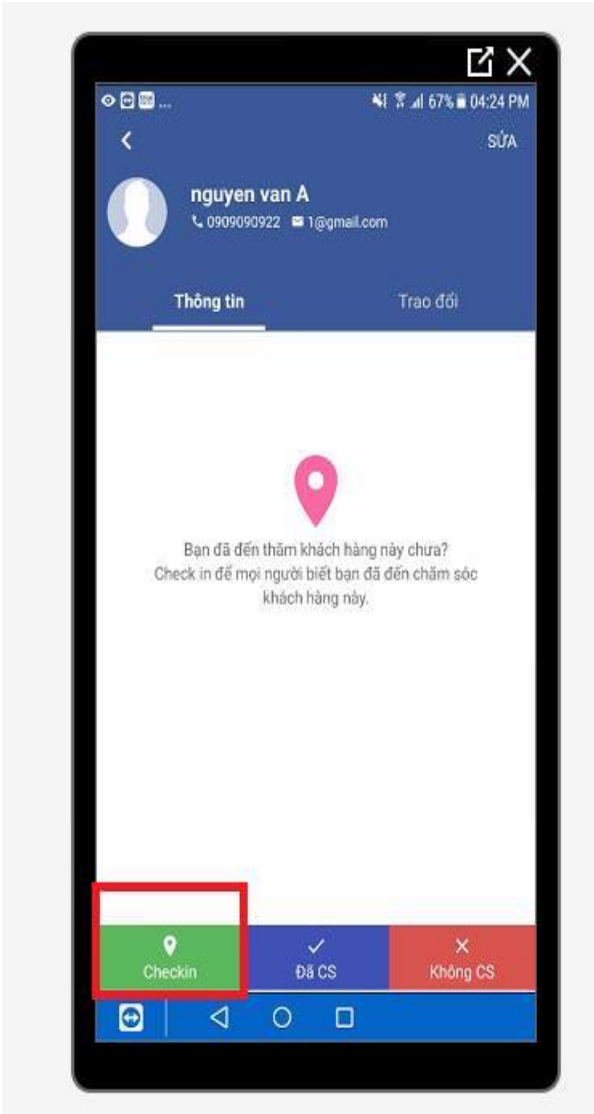 ... 67% 04:24 PM
SỬA
nguyen van A
0909090922 1@gmail.com
Thông tin Trao đổi
Bạn đã đến thăm khách hàng này chưa?
Check in để mọi người biết bạn đã đến chăm sóc
khách hàng này.
Checkin Đã CS Không CS